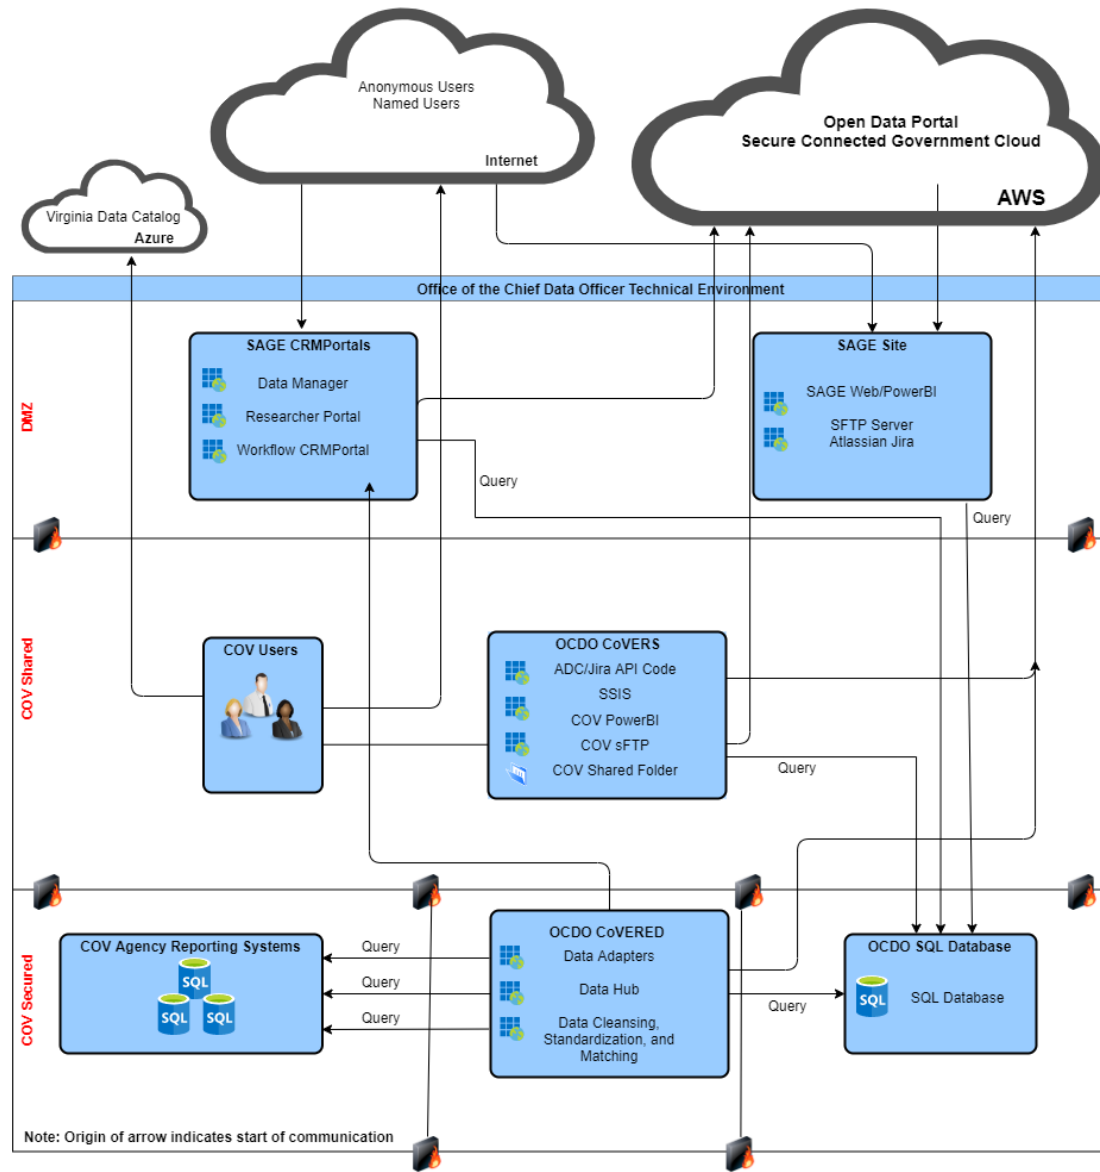 Anonymous Users
Named Users
Internet
Open Data Portal
Secure Connected Government Cloud
AWS
Virginia Data Catalog
Azure
Office of the Chief Data Officer Technical Environment
DMZ
SAGE CRMPortals
Data Manager
Researcher Portal
Workflow CRMPortal
SAGE Site
SAGE Web/PowerBI
SFTP Server
Atlassian Jira
Query
Query
COV Shared
COV Users
OCDO CoVERS
ADC/Jira API Code
SSIS
COV PowerBI
COV sFTP
COV Shared Folder
Query
COV Secured
COV Agency Reporting Systems
SQL
SQL
SQL
Query
Query
Query
OCDO CoVERED
Data Adapters
Data Hub
Data Cleansing,
Standardization, and
Matching
Query
OCDO SQL Database
SQL
SQL Database
Note: Origin of arrow indicates start of communication